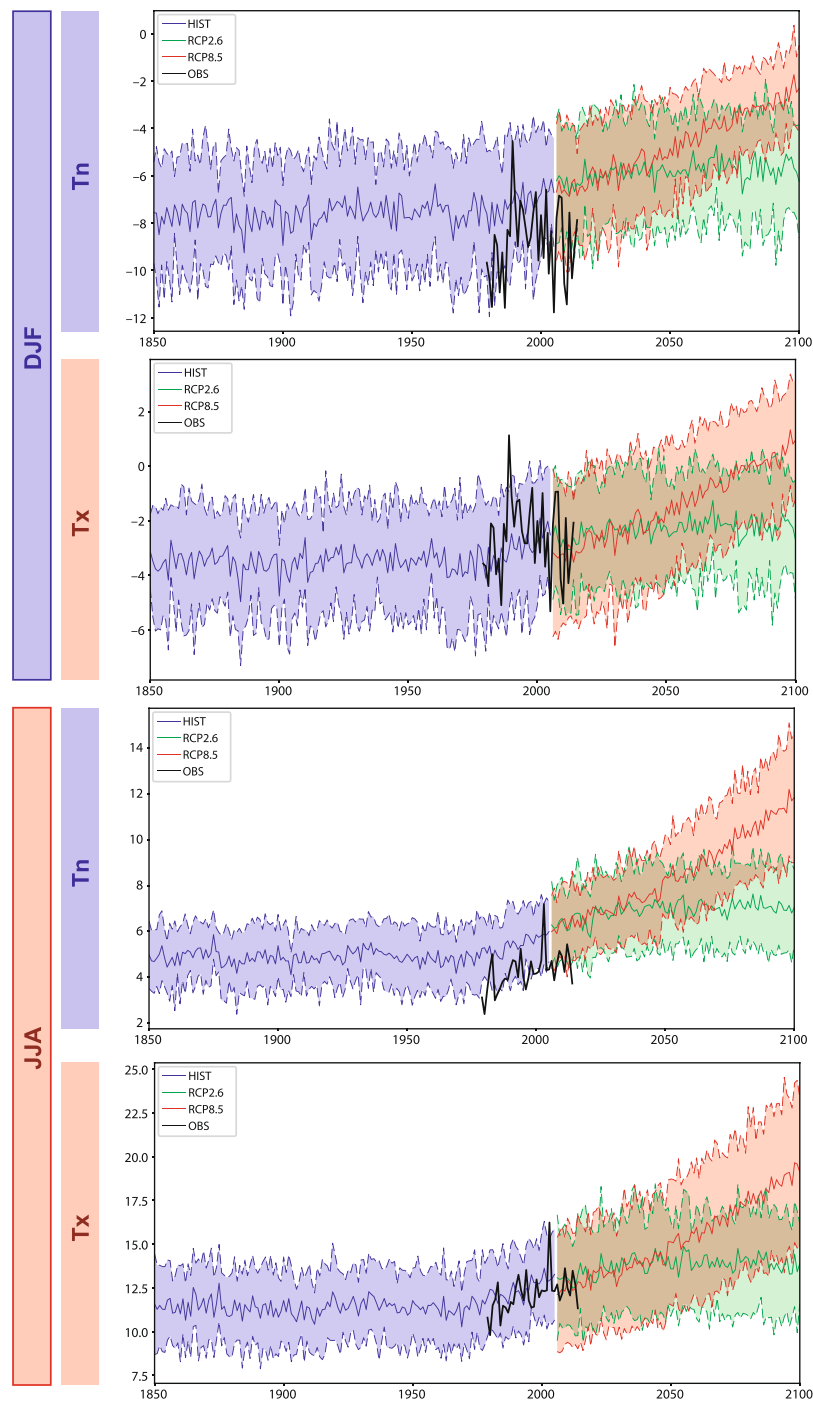 DJF
Tn
HIST
RCP2.6
RCP8.5
OBS
0
−2
−4
−6
−8
−10
−12
1850 1900 1950 2000 2050 2100
Tx
HIST
RCP2.6
RCP8.5
OBS
2
0
−2
−4
−6
1850 1900 1950 2000 2050 2100
JJA
Tn
HIST
RCP2.6
RCP8.5
OBS
14
12
10
8
6
4
2
1850 1900 1950 2000 2050 2100
Tx
HIST
RCP2.6
RCP8.5
OBS
25.0
22.5
20.0
17.5
15.0
12.5
10.0
7.5
1850 1900 1950 2000 2050 2100